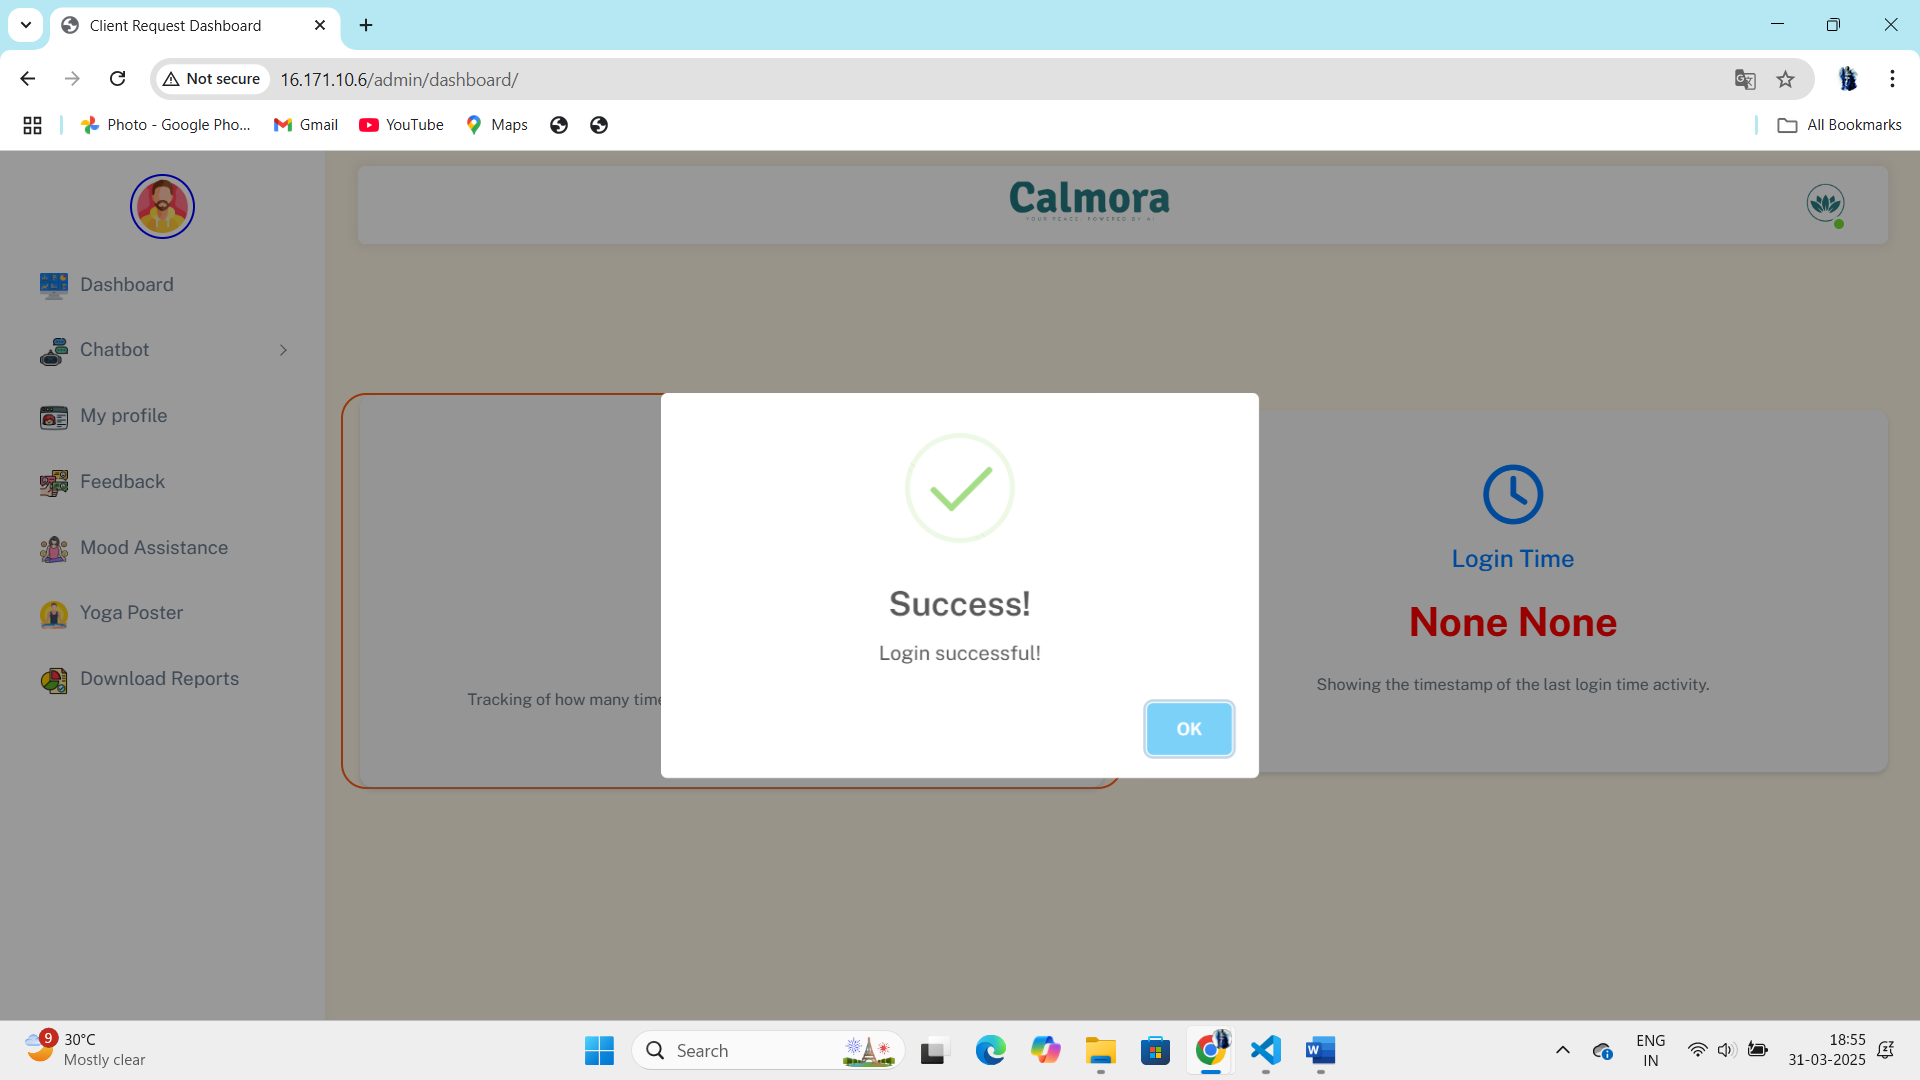 Client Request Dashboard
Not secure
16.171.10.6/admin/dashboard/
Photo - Google Pho...
Gmail
YouTube
Maps
All Bookmarks
Calmora
YOUR PEACE, POWERED BY AI
Dashboard
Chatbot
My profile
Feedback
Mood Assistance
Yoga Poster
Download Reports
Tracking of how many time
Success!
Login successful!
OK
Login Time
None None
Showing the timestamp of the last login time activity.
9
30°C
Mostly clear
Search
ENG
IN
18:55
31-03-2025